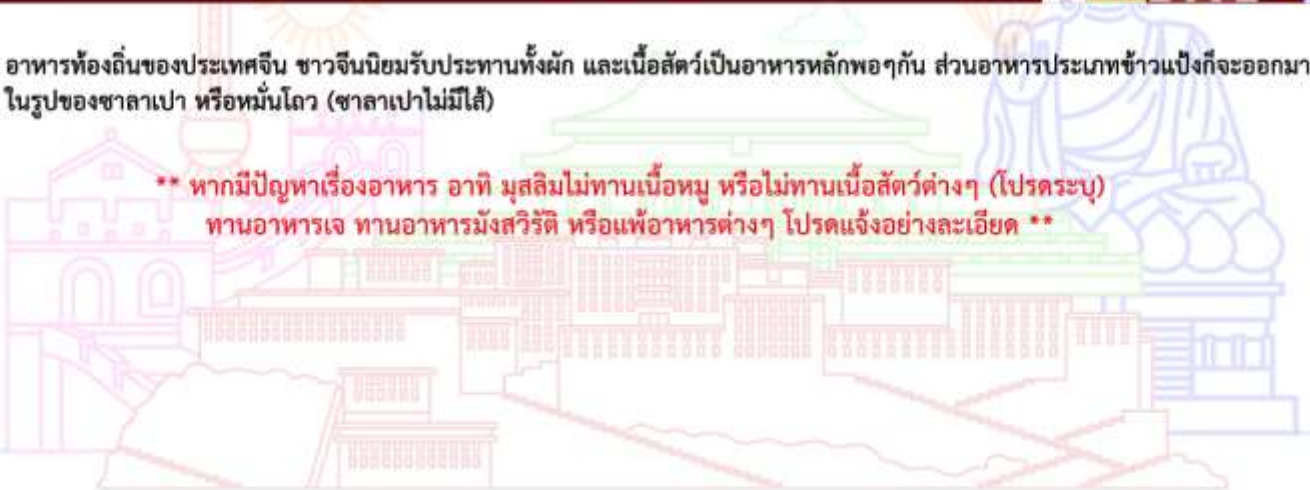 อาหารท้องถิ่นของประเทศจีน ชาวจีนนิยมรับประทานทั้งผัก และเนื้อสัตว์เป็นอาหารหลักพอๆกัน ส่วนอาหารประเภทข้าวแป้งก็จะออกมา
ในรูปของซาลาเปา หรือหมั่นโถว (ซาลาเปาไม่มีไส้)
** หากมีปัญหาเรื่องอาหาร อาทิ มุสลิมไม่ทานเนื้อหมู หรือไม่ทานเนื้อสัตว์ต่างๆ (โปรดระบุ)
ทานอาหารเจ ทานอาหารมังสวิรัติ หรือแพ้อาหารต่างๆ โปรดแจ้งอย่างละเอียด **